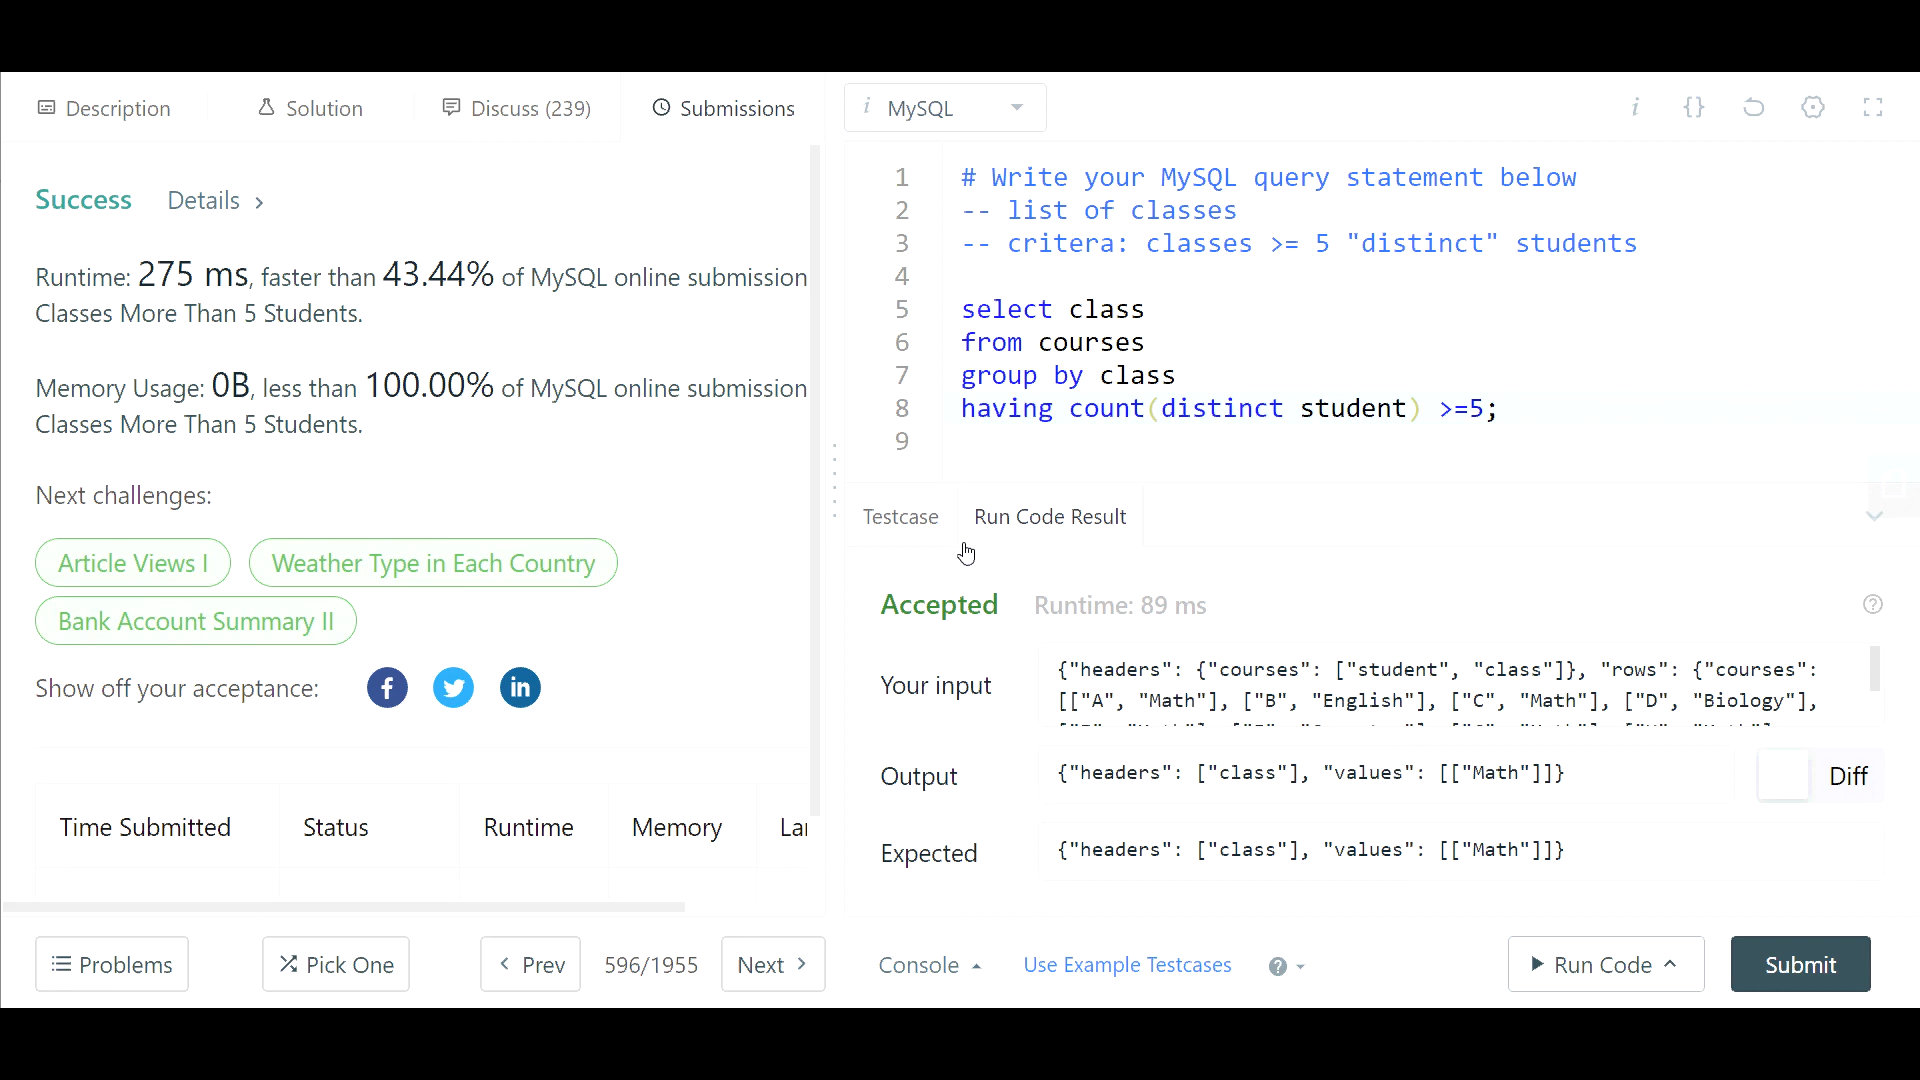 Description
Solution
Discuss (239)
Submissions
i MySQL
i {}
Success Details >
Runtime: 275 ms, faster than 43.44% of MySQL online submission
Classes More Than 5 Students.
Memory Usage: 0B, less than 100.00% of MySQL online submission
Classes More Than 5 Students.
Next challenges:
Article Views I
Weather Type in Each Country
Bank Account Summary II
Show off your acceptance:
f
in
Time Submitted Status Runtime Memory
Problems
Pick One
< Prev
596/1955
Next >
1 # Write your MySQL query statement below
2 -- list of classes
3 -- critera: classes >= 5 "distinct" students
4
5 select class
6 from courses
7 group by class
8 having count(distinct student) >=5;
9
Testcase
Run Code Result
Accepted Runtime: 89 ms
?
Your input
{"headers": {"courses": ["student", "class"]}, "rows": {"courses":
[["A", "Math"], ["B", "English"], ["C", "Math"], ["D", "Biology"],
Output {"headers": ["class"], "values": [["Math"]]}
Diff
Expected {"headers": ["class"], "values": [["Math"]]}
Console
Use Example Testcases
?
Run Code
Submit